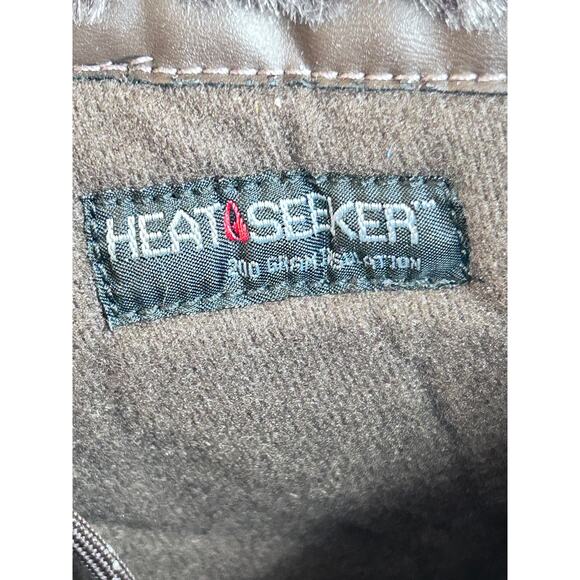 HEAT SEEKER™
200 GRAM INSULATION